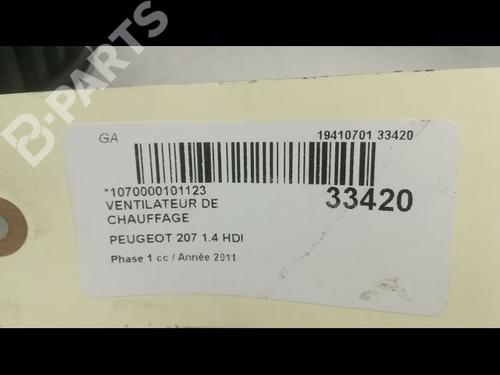 B-PARTS
GA
19410701 33420
*1070000101123
33420
VENTILATEUR DE
CHAUFFAGE
PEUGEOT 207 1.4 HDI
Phase 1 cc / Année 2011